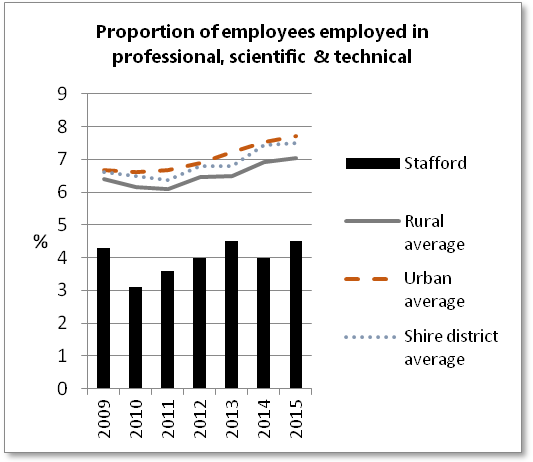 Proportion of employees employed in
professional, scientific & technical
9
8
7
6
5
4
3
2
1
0
%
2009
2010
2011
2012
2013
2014
2015
Stafford
Rural
average
Urban
average
Shire district
average